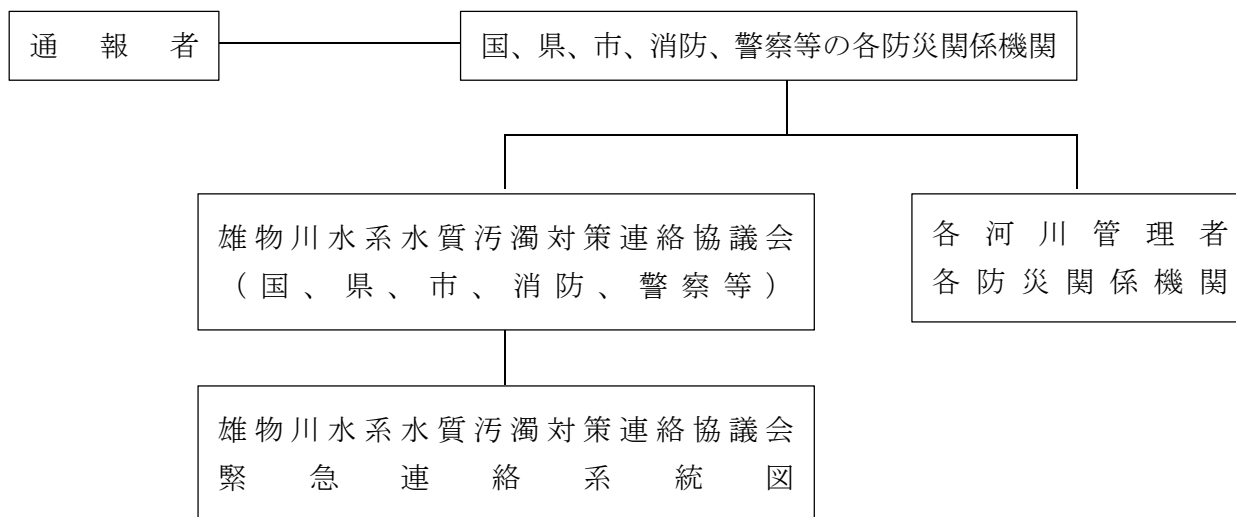 通報者
国、県、市、消防、警察等の各防災関係機関
雄物川水系水質汚濁対策連絡協議会
（国、県、市、消防、警察等）
各河川管理者
各防災関係機関
雄物川水系水質汚濁対策連絡協議会
緊急連絡系統図